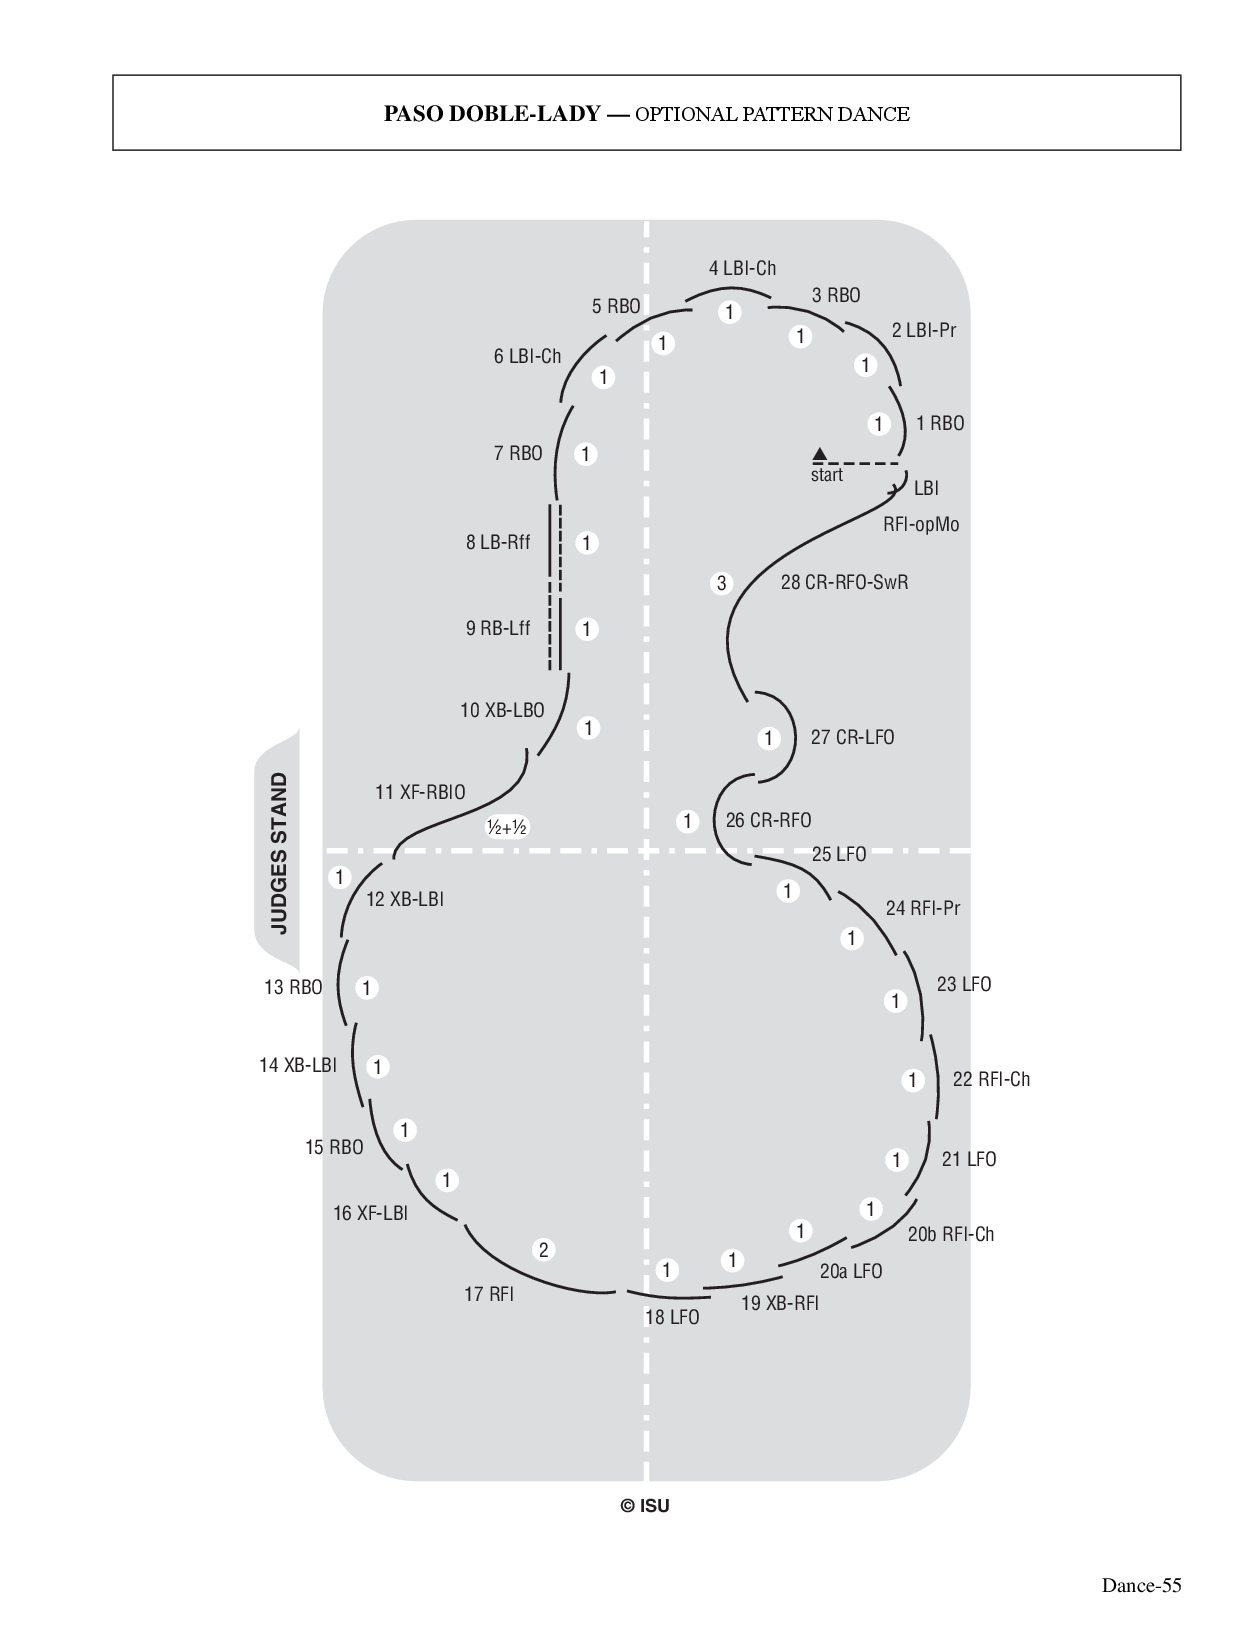 PASO DOBLE-LADY — OPTIONAL PATTERN DANCE
4 LBI-Ch
1
3 RBO
1
5 RBO
1
2 LBI-Pr
1
6 LBI-Ch
1
1 RBO
1
7 RBO
1
start
LBI
RFI-opMo
8 LB-Rff
1
28 CR-RFO-SwR
3
9 RB-Lff
1
10 XB-LBO
1
27 CR-LFO
1
11 XF-RBIO
½+½
26 CR-RFO
1
JUDGES STAND
25 LFO
1
12 XB-LBI
1
24 RFI-Pr
1
13 RBO
1
23 LFO
1
14 XB-LBI
1
22 RFI-Ch
1
15 RBO
1
21 LFO
1
16 XF-LBI
1
20b RFI-Ch
1
20a LFO
1
17 RFI
2
19 XB-RFI
1
18 LFO
1
© ISU
Dance-55